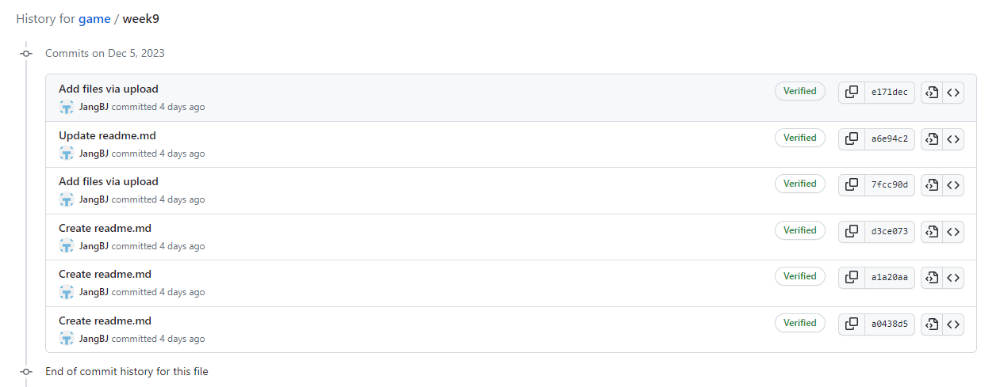 History for game / week9
Commits on Dec 5, 2023
Add files via upload
JangBJ committed 4 days ago
Verified
e171dec
Update readme.md
JangBJ committed 4 days ago
Verified
a6e94c2
Add files via upload
JangBJ committed 4 days ago
Verified
7fcc90d
Create readme.md
JangBJ committed 4 days ago
Verified
d3ce073
Create readme.md
JangBJ committed 4 days ago
Verified
a1a20aa
Create readme.md
JangBJ committed 4 days ago
Verified
a0438d5
End of commit history for this file